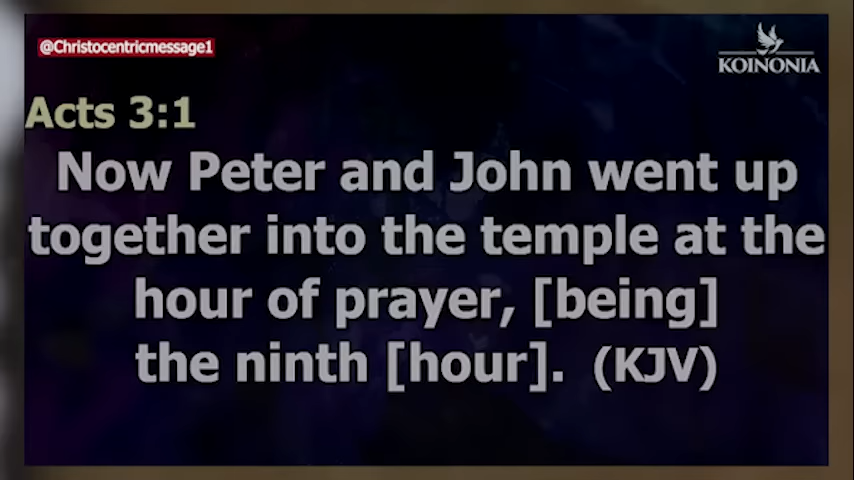 @Christocentricmessage1
KOINONIA
Acts 3:1
Now Peter and John went up
together into the temple at the
hour of prayer, [being]
the ninth [hour]. (KJV)